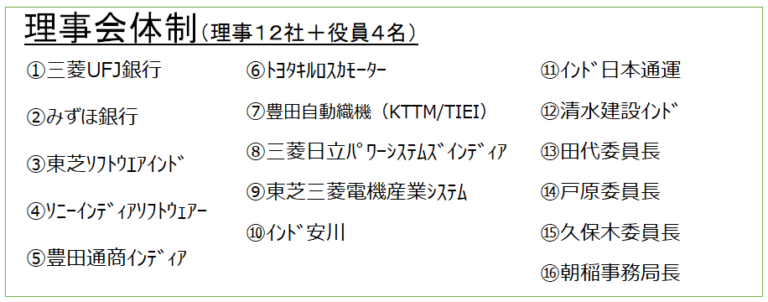 理事会体制(理事12社＋役員4名)
①三菱UFJ銀行
②みずほ銀行
③東芝ｿﾌﾄｳｴｱｲﾝﾄﾞ
④ｿﾆｰｲﾝﾃﾞｨｱｿﾌﾄｳｪｱｰ
⑤豊田通商ｲﾝﾃﾞｨｱ
⑥ﾄﾖﾀｷﾙﾛｽｶﾓｰﾀｰ
⑦豊田自動織機（KTTM/TIEI）
⑧三菱日立ﾊﾟﾜｰｼｽﾃﾑｽﾞｲﾝﾃﾞｨｱ
⑨東芝三菱電機産業ｼｽﾃﾑ
⑩ｲﾝﾄﾞ安川
⑪ｲﾝﾄﾞ日本通運
⑫清水建設ｲﾝﾄﾞ
⑬田代委員長
⑭戸原委員長
⑮久保木委員長
⑯朝稲事務局長